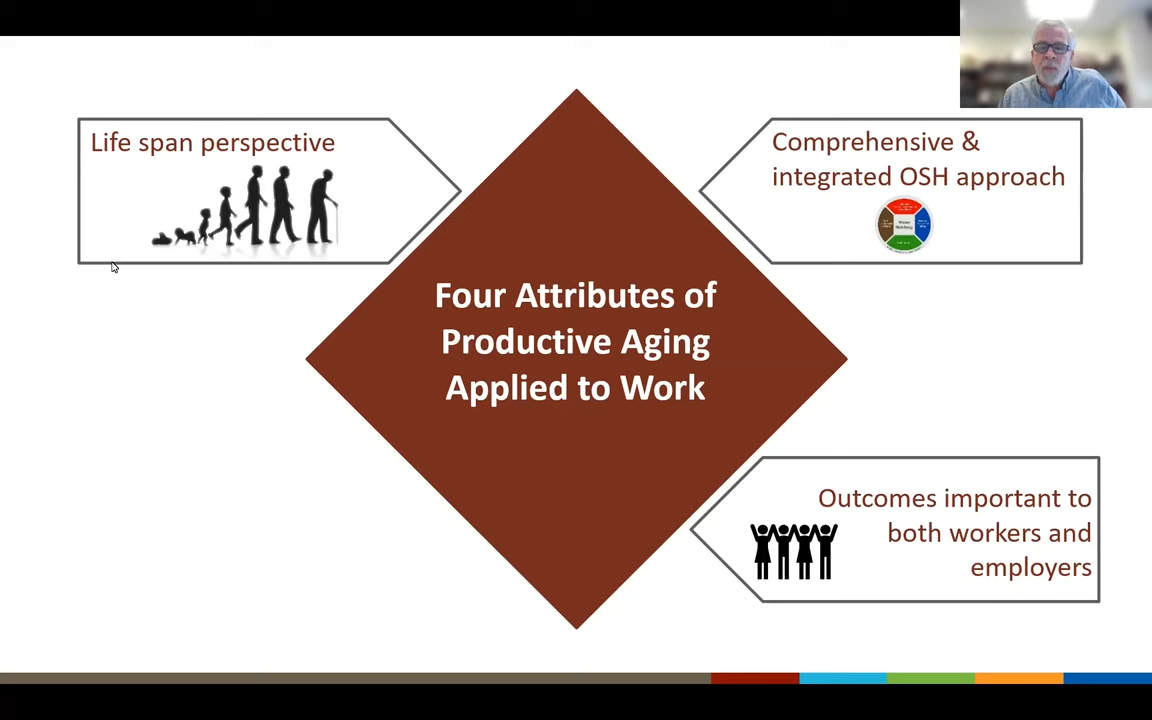 Life span perspective
Comprehensive &
integrated OSH approach
Four Attributes of
Productive Aging
Applied to Work
Outcomes important to
both workers and
employers